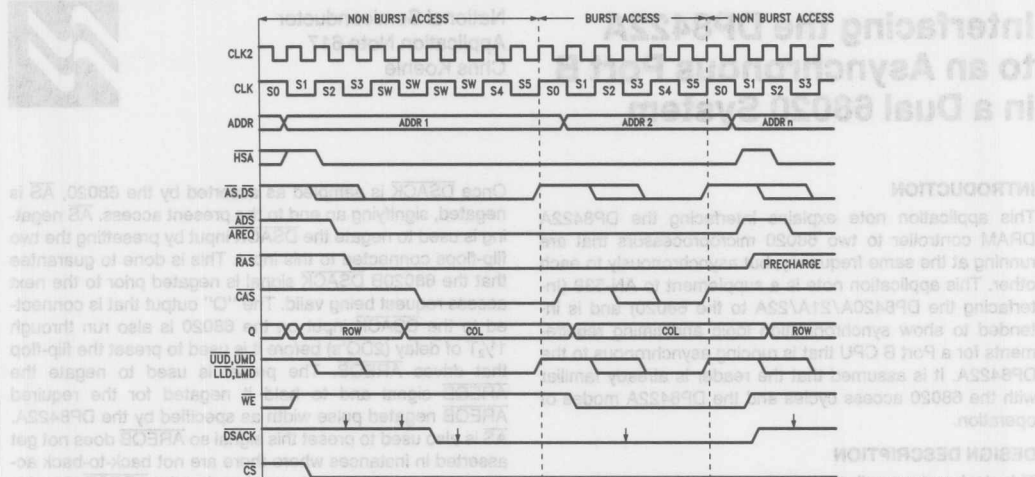 NON BURST ACCESS BURST ACCESS NON BURST ACCESS
CLK2
CLK S0 S1 S2 S3 SW SW SW SW SW S4 S5 S0 S1 S2 S3 S4 S5 S0 S1 S2 S3
ADDR ADDR 1 ADDR 2 ADDR n
HSA
AS,DS
ADS
AREQ
RAS PRECHARGE
CAS
Q ROW COL COL ROW
UUD,UMD
LLD,LMD
WE
DSACK
CS
Interfacing the DP8422A
to an Asynchronous Port B
in a Dual 68020 System
National Semiconductor
Application Note 617
Chris Koehle
INTRODUCTION
This application note explains interfacing the DP8422A
DRAM controller to two 68020 microprocessors that are
running at the same frequency but asynchronously to each
other. This application note is a supplement to AN-539 (In-
terfacing the DP8420A/21A/22A to the 68020) and is in-
tended to show synchronization logic and timing require-
ments for a Port B CPU that is running asynchronous to the
DP8422A. It is assumed that the reader is already familiar
with the 68020 access cycles and the DP8422A modes of
operation.
DESIGN DESCRIPTION
Once DSACK is sampled as asserted by the 68020, AS is
negated, signifying an end to the present access. AS negat-
ing is used to negate the DSACK input by presetting the two
flip-flops connected to this input. This is done to guarantee
that the 68020B DSACK signal is negated prior to the next
access request being valid. The "Q" output that is connect-
ed to the DSACK input of the 68020 is also run through
1½T of delay (2CLK's) before it is used to preset the flip-flop
that drives AREQB. The preset is used to negate the
AREQB signal and to hold it negated for the required
AREQB negated pulse width as specified by the DP8422A.
AS is also used to preset this signal so AREQB does not get
asserted in instances where there are not back-to-back ac-